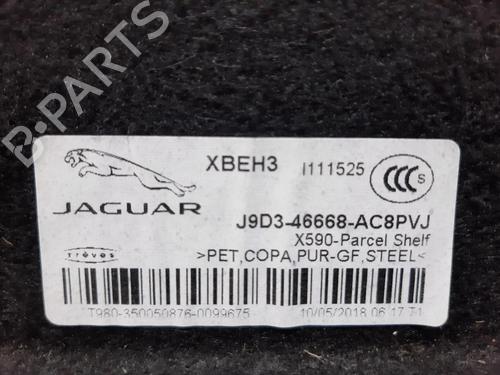 B-PARTS
XBEH3 I111525
CCC S
JAGUAR
J9D3-46668-AC8PVJ
X590-Parcel Shelf
trèves
>PET,COPA,PUR-GF,STEEL<
T980-350050876-0099675 10/05/2018 06 17